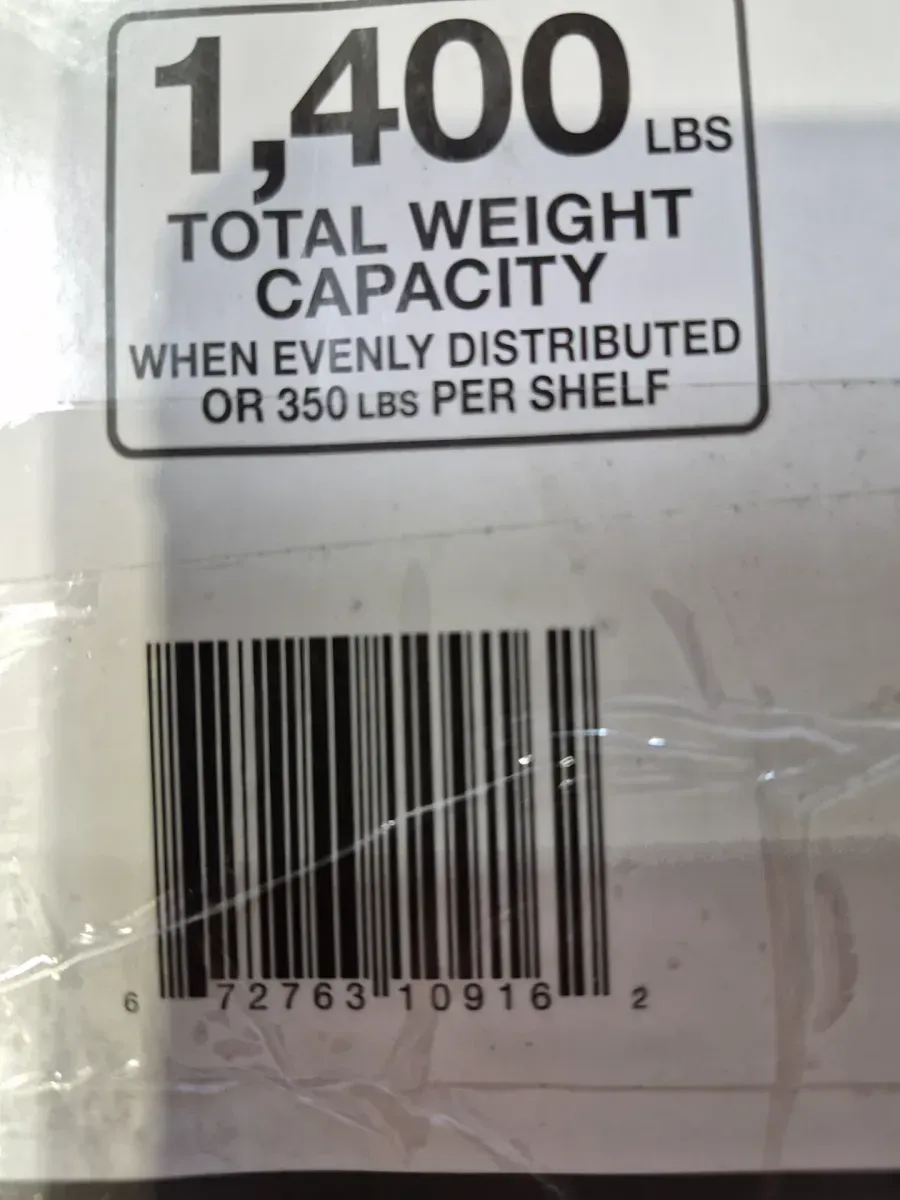 1,400 LBS
TOTAL WEIGHT
CAPACITY
WHEN EVENLY DISTRIBUTED
OR 350 LBS PER SHELF
6 72763 10916 2